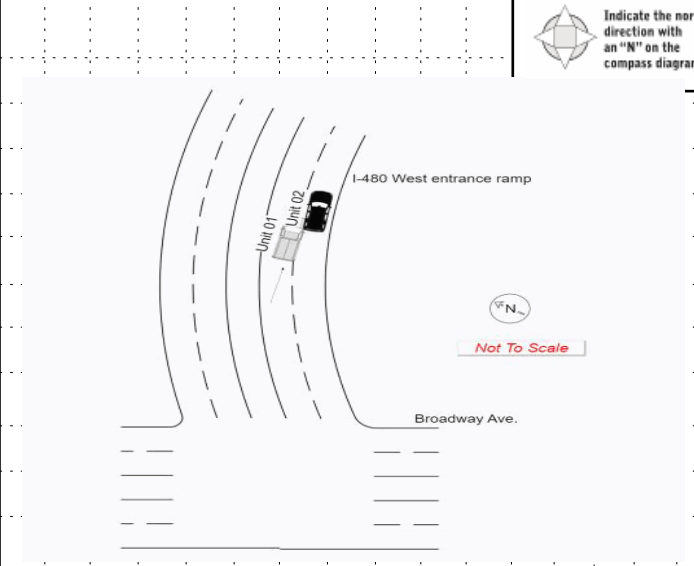 Indicate the nor
direction with
an "N" on the
compass diagra
I-480 West entrance ramp
Unit 02
Unit 01
N
Not To Scale
Broadway Ave.